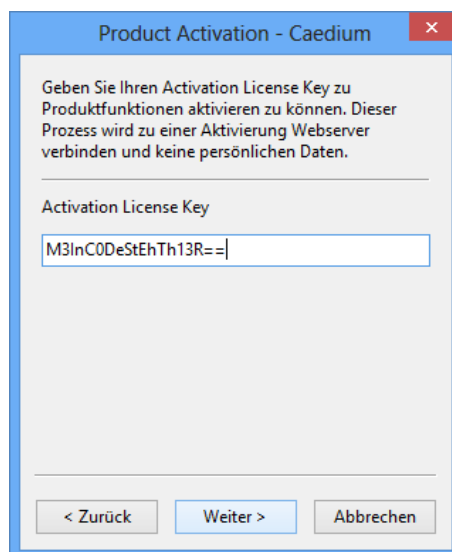 Product Activation - Caedium
Geben Sie Ihren Activation License Key zu
Produktfunktionen aktivieren zu können. Dieser
Prozess wird zu einer Aktivierung Webserver
verbinden und keine persönlichen Daten.
Activation License Key
M3InC0DeStEhTh13R==
< Zurück
Weiter >
Abbrechen